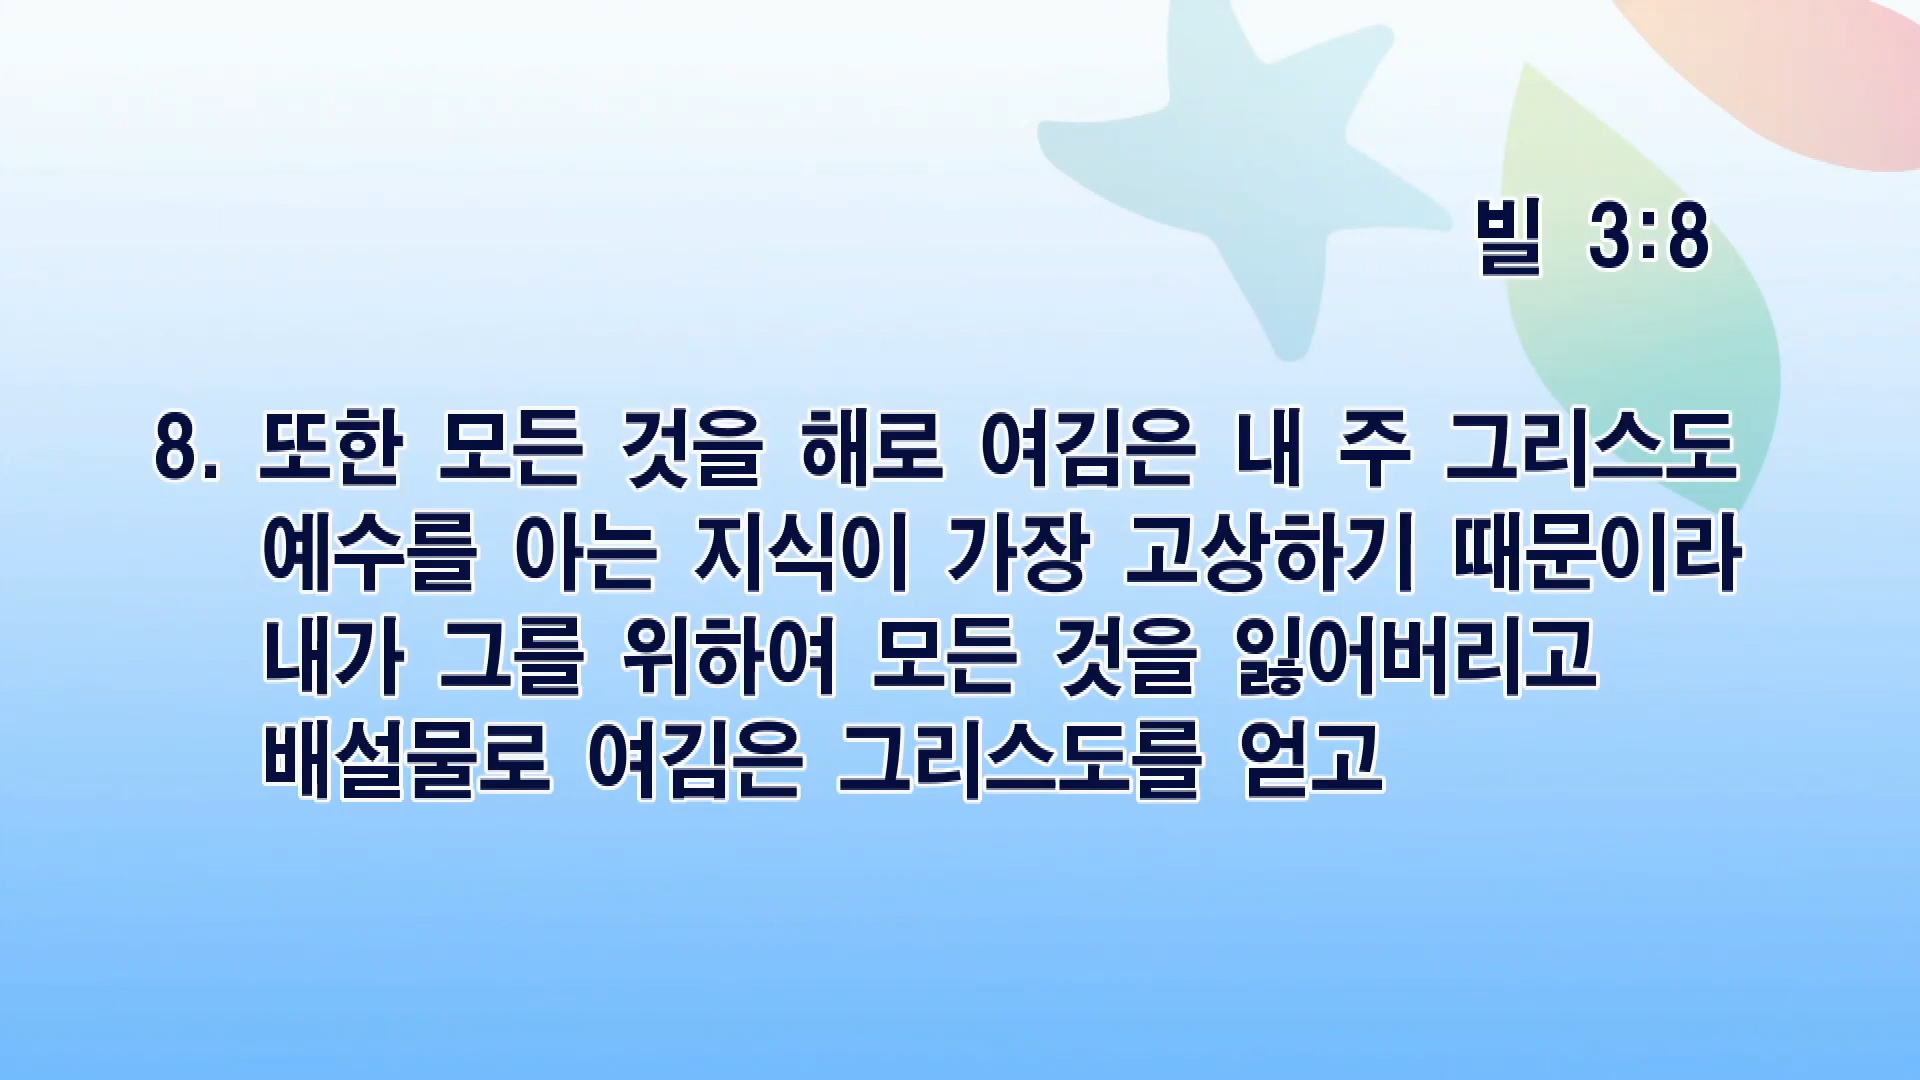 빌 3:8
8. 또한 모든 것을 해로 여김은 내 주 그리스도
예수를 아는 지식이 가장 고상하기 때문이라
내가 그를 위하여 모든 것을 잃어버리고
배설물로 여김은 그리스도를 얻고